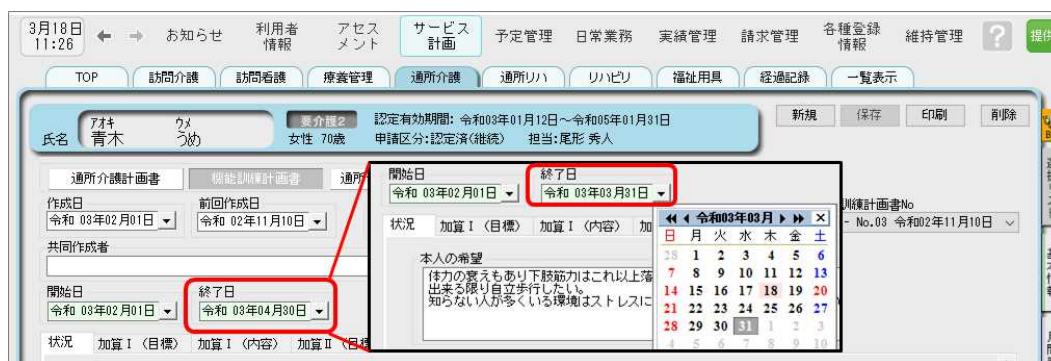 3月18日
11:26
お知らせ
利用者
情報
アセス
メント
サービス
計画
予定管理
日常業務
実績管理
請求管理
各種登録
情報
維持管理
?
TOP
訪問介護
訪問看護
療養管理
通所介護
通所リハ
リハビリ
福祉用具
経過記録
一覧表示
氏名
アオキ ウメ
青木 うめ
要介護2
女性 70歳
認定有効期間: 令和03年01月12日～令和05年01月31日
申請区分:認定済(継続) 担当:尾形 秀人
新規
保存
印刷
削除
通所介護計画書
機能訓練計画書
作成日
令和 03年02月01日
前回作成日
令和 02年11月10日
訓練計画書No
- No.03 令和02年11月10日
共同作成者
開始日
令和 03年02月01日
終了日
令和 03年04月30日
状況
加算Ⅰ（目標）
加算Ⅰ（内容）
開始日
令和 03年02月01日
終了日
令和 03年03月31日
状況
加算Ⅰ（目標）
加算Ⅰ（内容）
本人の希望
体力の衰えもあり下肢筋力はこれ以上落
出来る限り自立歩行したい。
知らない人が多くいる環境はストレスに
令和03年03月
×
日 月 火 水 木 金 土
28 1 2 3 4 5 6
7 8 9 10 11 12 13
14 15 16 17 18 19 20
21 22 23 24 25 26 27
28 29 30 31 1 2 3
4 5 6 7 8 9 10